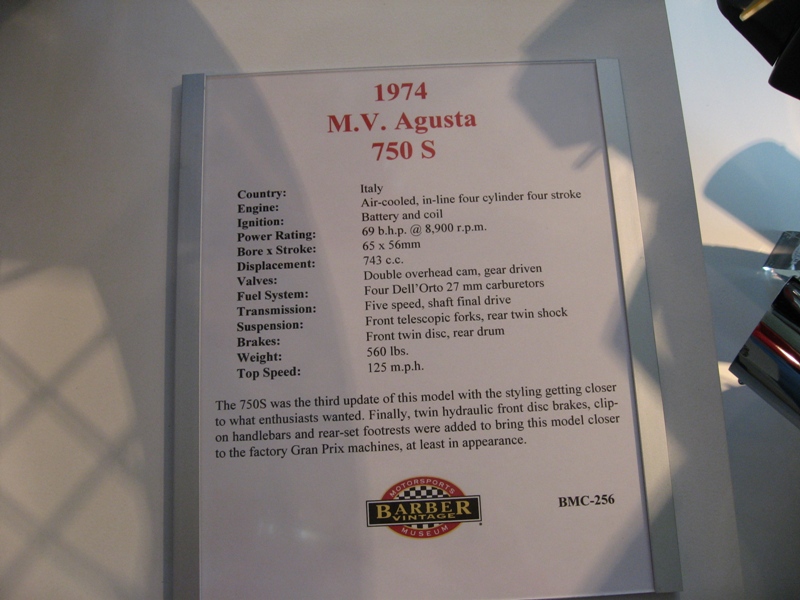 1974
M.V. Agusta
750 S
Country: Italy
Engine: Air-cooled, in-line four cylinder four stroke
Ignition: Battery and coil
Power Rating: 69 b.h.p. @ 8,900 r.p.m.
Bore x Stroke: 65 x 56mm
Displacement: 743 c.c.
Valves: Double overhead cam, gear driven
Fuel System: Four Dell'Orto 27 mm carburetors
Transmission: Five speed, shaft final drive
Suspension: Front telescopic forks, rear twin shock
Brakes: Front twin disc, rear drum
Weight: 560 lbs.
Top Speed: 125 m.p.h.
The 750S was the third update of this model with the styling getting closer
to what enthusiasts wanted. Finally, twin hydraulic front disc brakes, clip-
on handlebars and rear-set footrests were added to bring this model closer
to the factory Gran Prix machines, at least in appearance.
MOTORSPORTS
BARBER
VINTAGE
MUSEUM
BMC-256